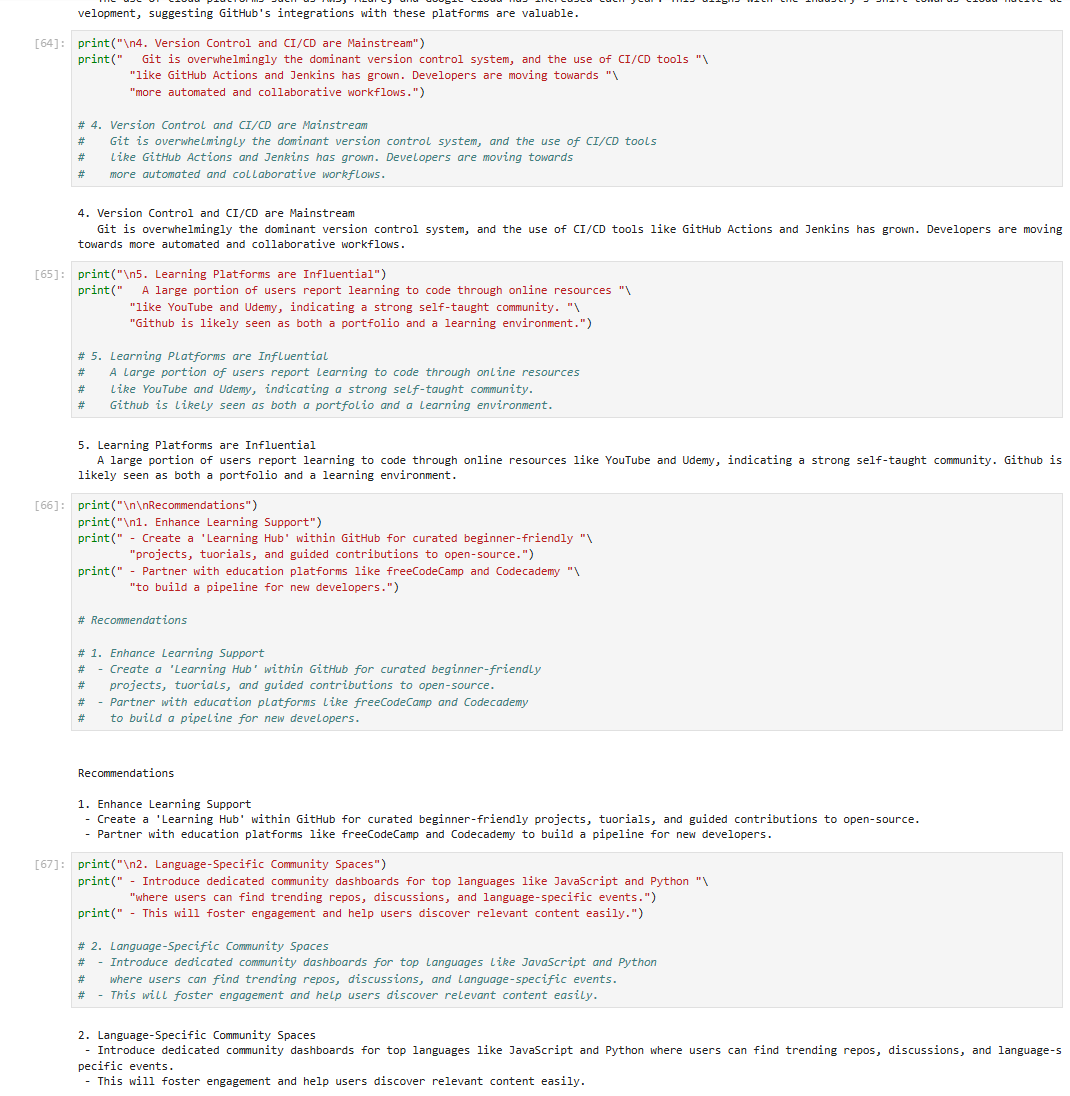 velopment, suggesting GitHub's integrations with these platforms are valuable.
[64]: print("\n4. Version Control and CI/CD are Mainstream")
print("   Git is overwhelmingly the dominant version control system, and the use of CI/CD tools "\
"like GitHub Actions and Jenkins has grown. Developers are moving towards "\
"more automated and collaborative workflows.")
# 4. Version Control and CI/CD are Mainstream
#    Git is overwhelmingly the dominant version control system, and the use of CI/CD tools
#    like GitHub Actions and Jenkins has grown. Developers are moving towards
#    more automated and collaborative workflows.
4. Version Control and CI/CD are Mainstream
Git is overwhelmingly the dominant version control system, and the use of CI/CD tools like GitHub Actions and Jenkins has grown. Developers are moving
towards more automated and collaborative workflows.
[65]: print("\n5. Learning Platforms are Influential")
print("   A large portion of users report learning to code through online resources "\
"like YouTube and Udemy, indicating a strong self-taught community. "\
"Github is likely seen as both a portfolio and a learning environment.")
# 5. Learning Platforms are Influential
#    A large portion of users report learning to code through online resources
#    like YouTube and Udemy, indicating a strong self-taught community.
#    Github is likely seen as both a portfolio and a learning environment.
5. Learning Platforms are Influential
A large portion of users report learning to code through online resources like YouTube and Udemy, indicating a strong self-taught community. Github is
likely seen as both a portfolio and a learning environment.
[66]: print("\n\nRecommendations")
print("\n1. Enhance Learning Support")
print(" - Create a 'Learning Hub' within GitHub for curated beginner-friendly "\
"projects, tuorials, and guided contributions to open-source.")
print(" - Partner with education platforms like freeCodeCamp and Codecademy "\
"to build a pipeline for new developers.")
# Recommendations
# 1. Enhance Learning Support
#  - Create a 'Learning Hub' within GitHub for curated beginner-friendly
#    projects, tuorials, and guided contributions to open-source.
#  - Partner with education platforms like freeCodeCamp and Codecademy
#    to build a pipeline for new developers.
Recommendations
1. Enhance Learning Support
- Create a 'Learning Hub' within GitHub for curated beginner-friendly projects, tuorials, and guided contributions to open-source.
- Partner with education platforms like freeCodeCamp and Codecademy to build a pipeline for new developers.
[67]: print("\n2. Language-Specific Community Spaces")
print(" - Introduce dedicated community dashboards for top languages like JavaScript and Python "\
"where users can find trending repos, discussions, and language-specific events.")
print(" - This will foster engagement and help users discover relevant content easily.")
# 2. Language-Specific Community Spaces
#  - Introduce dedicated community dashboards for top languages like JavaScript and Python
#    where users can find trending repos, discussions, and language-specific events.
#  - This will foster engagement and help users discover relevant content easily.
2. Language-Specific Community Spaces
- Introduce dedicated community dashboards for top languages like JavaScript and Python where users can find trending repos, discussions, and language-s
pecific events.
- This will foster engagement and help users discover relevant content easily.